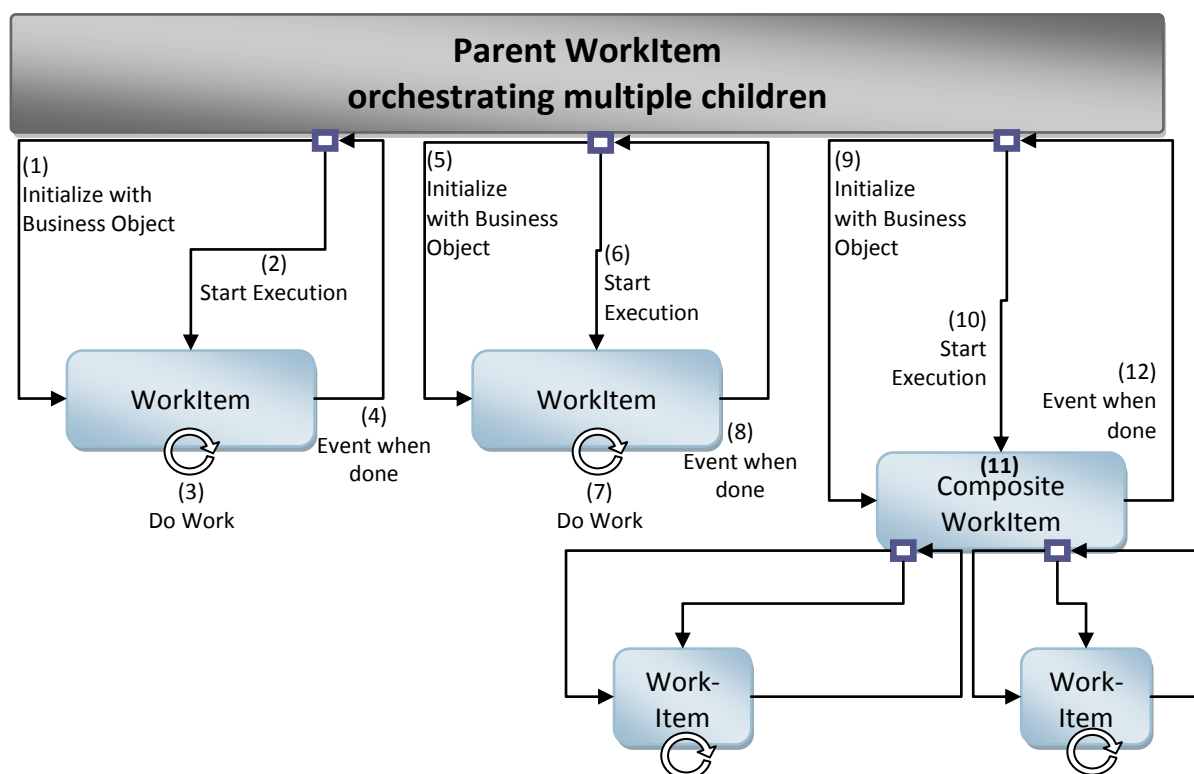 Parent WorkItem
orchestrating multiple children
(1)
Initialize with
Business Object
(2)
Start Execution
WorkItem
(3)
Do Work
(4)
Event when
done
(5)
Initialize
with Business
Object
(6)
Start
Execution
WorkItem
(7)
Do Work
(8)
Event when
done
(9)
Initialize
with Business
Object
(10)
Start
Execution
(11)
Composite
WorkItem
(12)
Event when
done
Work-
Item
Work-
Item